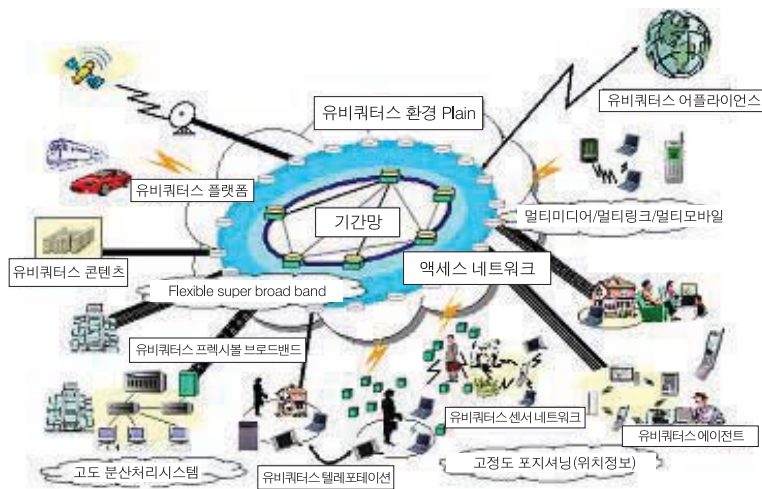 유비쿼터스 환경 Plain
유비쿼터스 어플라이언스
유비쿼터스 플랫폼
기간망
멀티미디어/멀티링크/멀티모바일
유비쿼터스 콘텐츠
액세스 네트워크
Flexible super broad band
유비쿼터스 프렉시볼 브로드밴드
유비쿼터스 센서 네트워크
유비쿼터스 에이전트
고도 분산처리시스템
유비쿼터스 텔레포테이션
고정도 포지셔닝(위치정보)